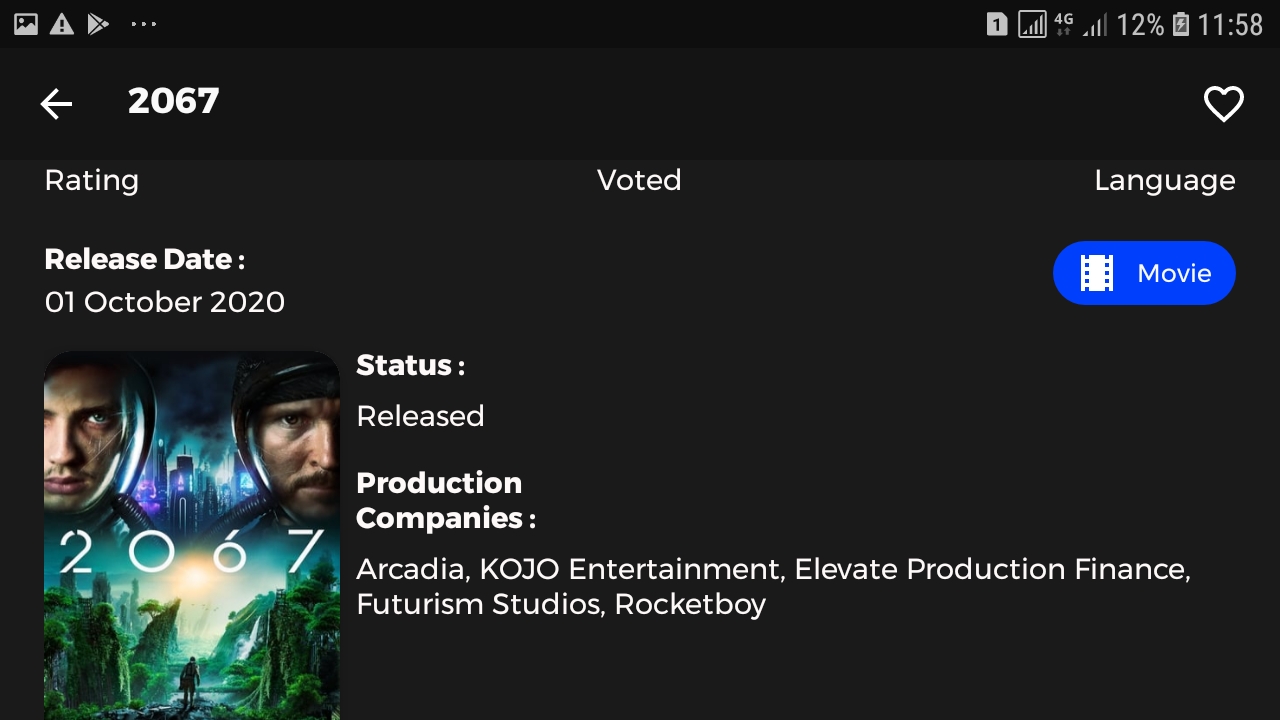 1 4G 12% 11:58
2067
Rating Voted Language
Release Date :
01 October 2020
Movie
Status :
Released
Production
Companies :
Arcadia, KOJO Entertainment, Elevate Production Finance,
Futurism Studios, Rocketboy
2067